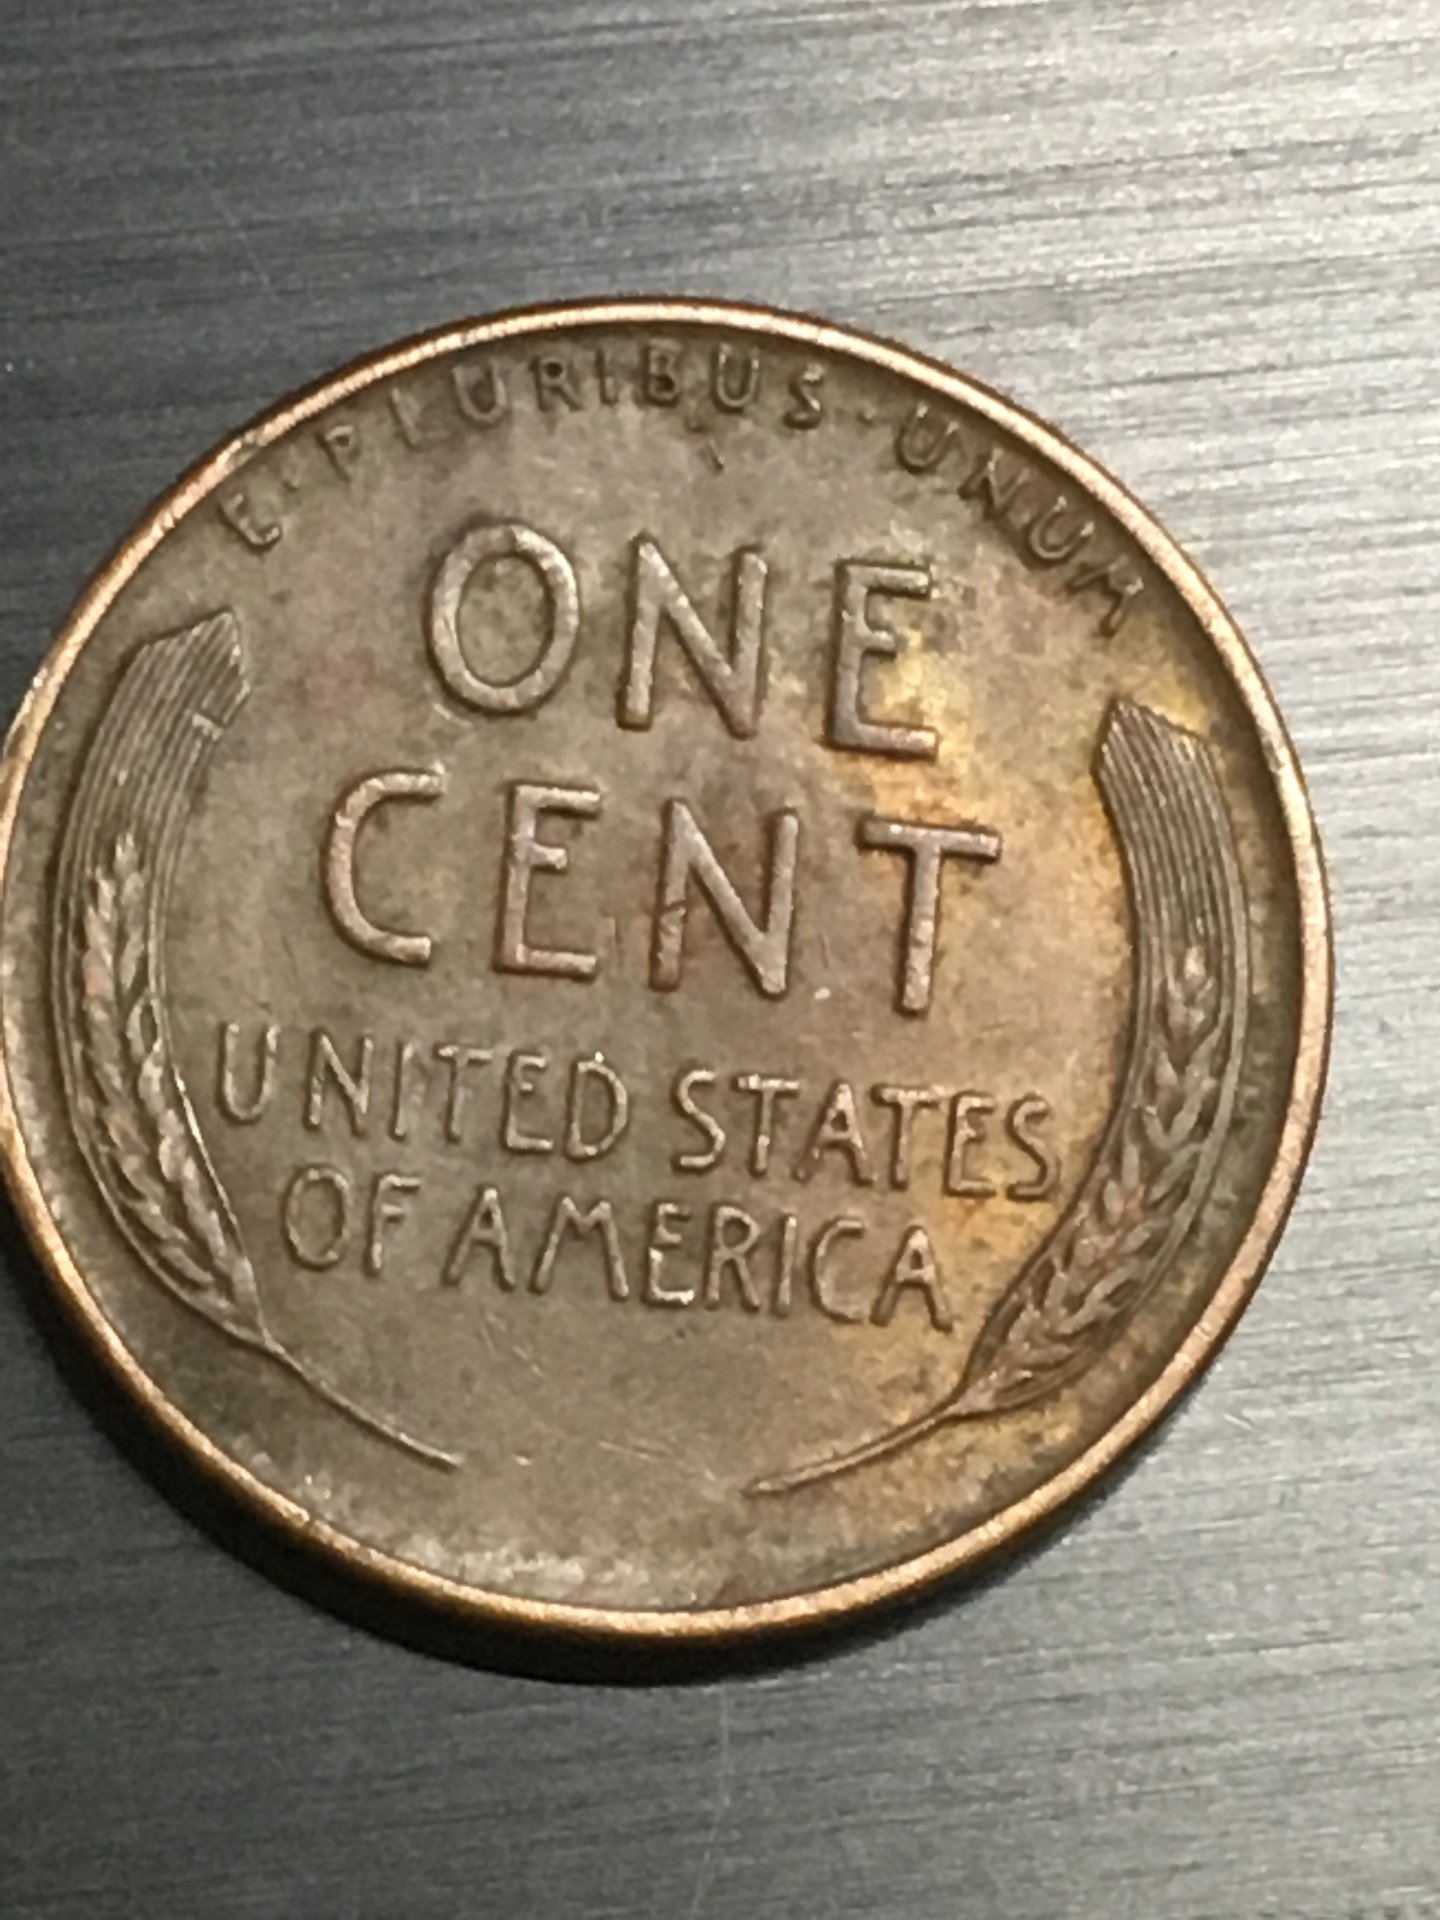 E·PLURIBUS·UNUM
ONE
CENT
UNITED STATES
OF AMERICA